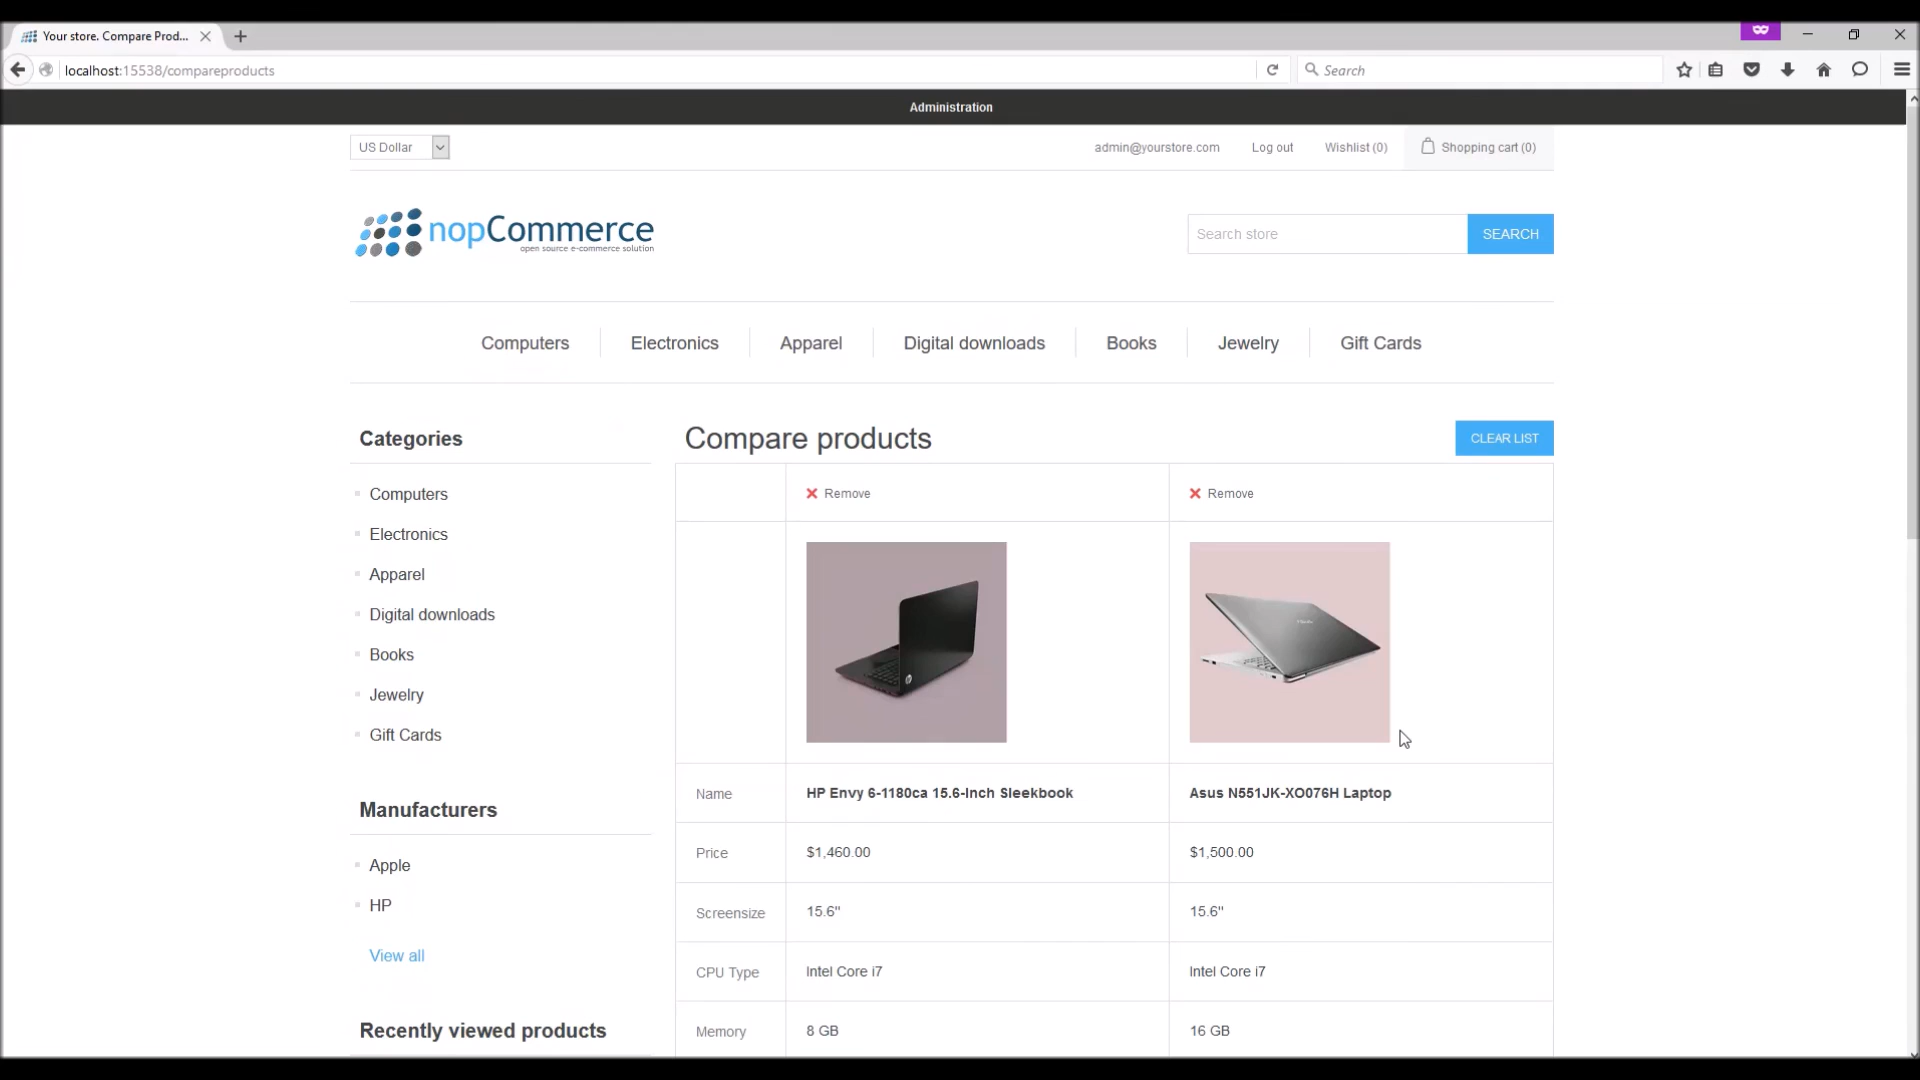 Your store. Compare Prod...
localhost:15538/compareproducts
Search
Administration
US Dollar
admin@yourstore.com
Log out
Wishlist (0)
Shopping cart (0)
nopCommerce
open source e-commerce solution
Search store
SEARCH
Computers
Electronics
Apparel
Digital downloads
Books
Jewelry
Gift Cards
Categories
Computers
Electronics
Apparel
Digital downloads
Books
Jewelry
Gift Cards
Manufacturers
Apple
HP
View all
Recently viewed products
Compare products
CLEAR LIST
Remove
Remove
Name
HP Envy 6-1180ca 15.6-Inch Sleekbook
Asus N551JK-XO076H Laptop
Price
$1,460.00
$1,500.00
Screensize
15.6"
15.6"
CPU Type
Intel Core i7
Intel Core i7
Memory
8 GB
16 GB